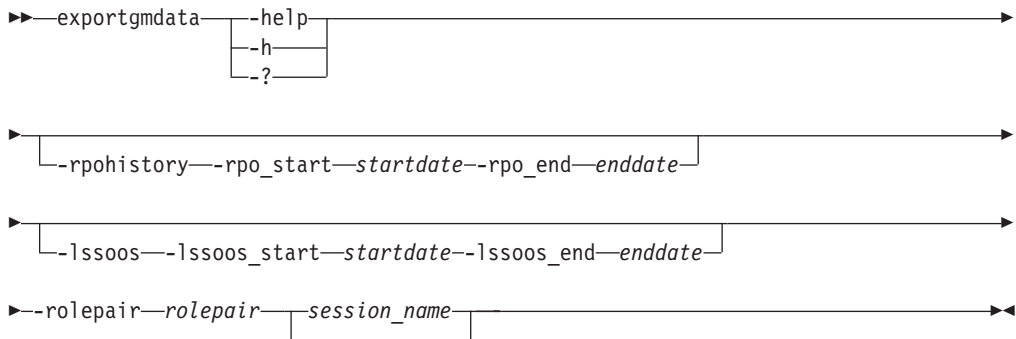 exportgmdata -help
-h
-?
-rpohistory -rpo_start startdate -rpo_end enddate
-lssoos -lssoos_start startdate -lssoos_end enddate
-rolepair rolepair session_name